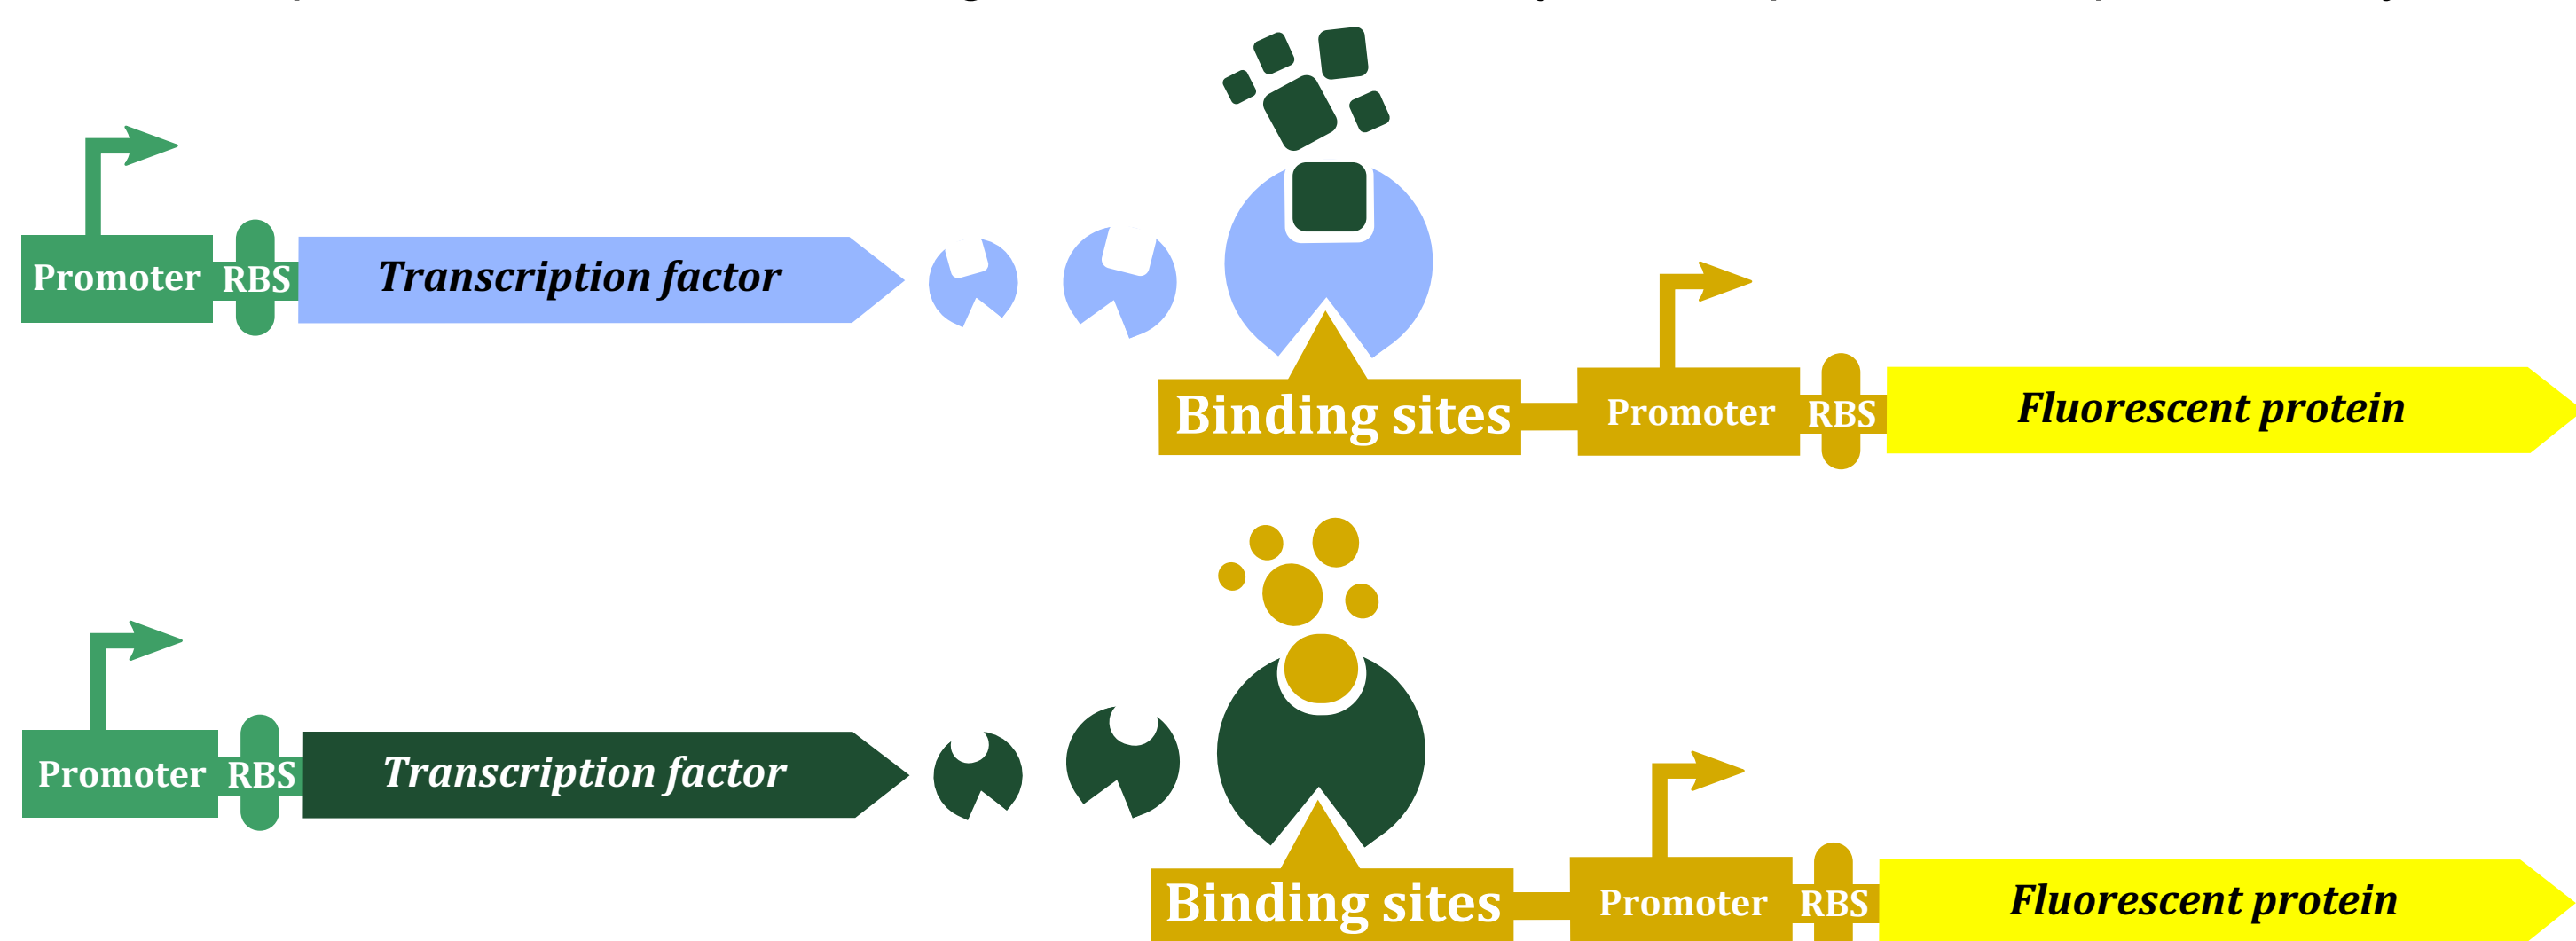 Promoter RBS Transcription factor
Binding sites Promoter RBS Fluorescent protein
Promoter RBS Transcription factor
Binding sites Promoter RBS Fluorescent protein